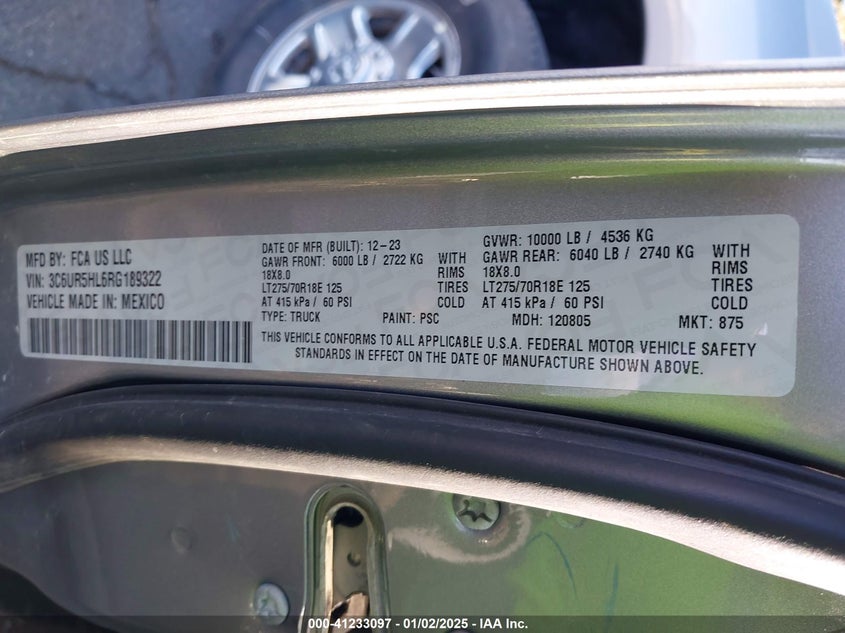 MFD BY: FCA US LLC
VIN: 3C6UR5HL6RG189322
VEHICLE MADE IN: MEXICO
DATE OF MFR (BUILT): 12-23
GAWR FRONT: 6000 LB / 2722 KG WITH
18X8.0 RIMS
LT275/70R18E 125 TIRES
AT 415 kPa / 60 PSI COLD
GVWR: 10000 LB / 4536 KG
GAWR REAR: 6040 LB / 2740 KG WITH
18X8.0 RIMS
LT275/70R18E 125 TIRES
AT 415 kPa / 60 PSI COLD
TYPE: TRUCK PAINT: PSC MDH: 120805 MKT: 875
THIS VEHICLE CONFORMS TO ALL APPLICABLE U.S.A. FEDERAL MOTOR VEHICLE SAFETY
STANDARDS IN EFFECT ON THE DATE OF MANUFACTURE SHOWN ABOVE.
000-41233097 - 01/02/2025 - IAA Inc.